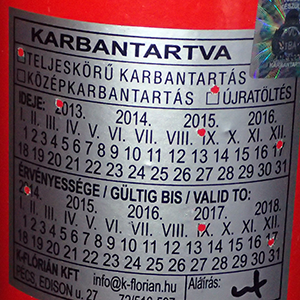 KARBANTARTVA
TELJESKÖRŰ KARBANTARTÁS
KÖZÉPKARBANTARTÁS ÚJRATÖLTÉS
IDEJE: 2013. 2014. 2015. 2016.
I. II. III. IV. V. VI. VII. VIII. IX. X. XI. XII.
1 2 3 4 5 6 7 8 9 10 11 12 13 14 15 16 17
18 19 20 21 22 23 24 25 26 27 28 29 30 31
ÉRVÉNYESSÉGE / GÜLTIG BIS / VALID TO:
2014. 2015. 2016. 2017. 2018.
I. II. III. IV. V. VI. VII. VIII. IX. X. XI. XII.
1 2 3 4 5 6 7 8 9 10 11 12 13 14 15 16 17
18 19 20 21 22 23 24 25 26 27 28 29 30 31
K-FLORIAN KFT info@k-florian.hu Aláírás:
PECS, EDISON u. 27